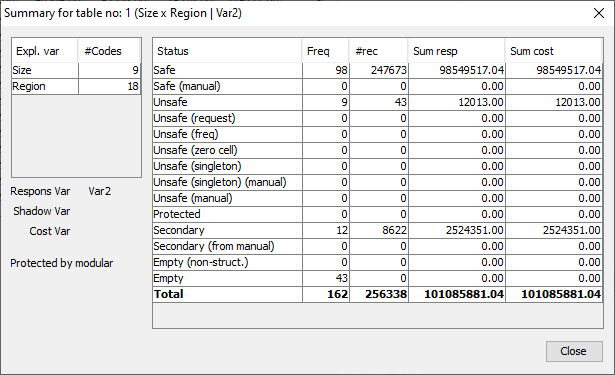 Summary for table no: 1 (Size x Region | Var2)
Expl. var #Codes
Size 9
Region 18
Respons Var Var2
Shadow Var
Cost Var
Protected by modular
Status Freq #rec Sum resp Sum cost
Safe 98 247673 98549517.04 98549517.04
Safe (manual) 0 0 0.00 0.00
Unsafe 9 43 12013.00 12013.00
Unsafe (request) 0 0 0.00 0.00
Unsafe (freq) 0 0 0.00 0.00
Unsafe (zero cell) 0 0 0.00 0.00
Unsafe (singleton) 0 0 0.00 0.00
Unsafe (singleton) (manual) 0 0 0.00 0.00
Unsafe (manual) 0 0 0.00 0.00
Protected 0 0 0.00 0.00
Secondary 12 8622 2524351.00 2524351.00
Secondary (from manual) 0 0 0.00 0.00
Empty (non-struct.) 0 0 0.00 0.00
Empty 43 0 0.00 0.00
Total 162 256338 101085881.04 101085881.04
Close